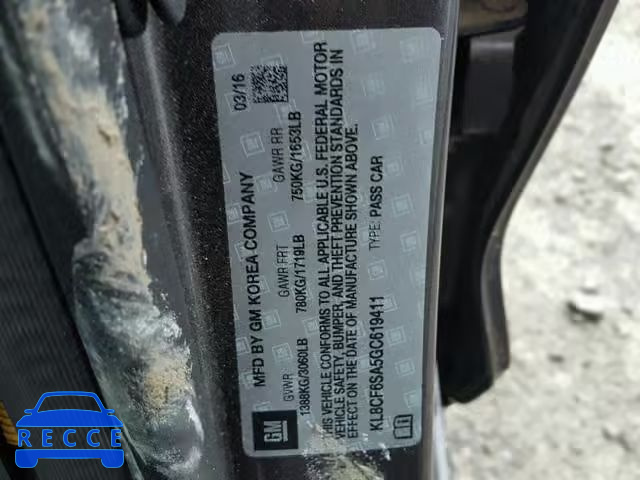 MFD BY GM KOREA COMPANY 03/16
GVWR GAWR FRT GAWR RR
1388KG/3060LB 780KG/1719LB 750KG/1653LB
THIS VEHICLE CONFORMS TO ALL APPLICABLE U.S. FEDERAL MOTOR
VEHICLE SAFETY, BUMPER, AND THEFT PREVENTION STANDARDS IN
EFFECT ON THE DATE OF MANUFACTURE SHOWN ABOVE.
KL8CF6SA5GC619411 TYPE: PASS CAR
GM
RECCE